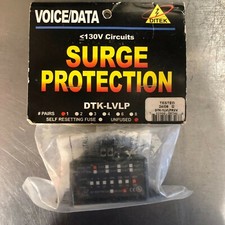 VOICE/DATA
DITEK
≤130V Circuits
SURGE
PROTECTION
DTK-LVLP
# PAIRS
SELF RESETTING FUSE UNFUSED
TESTED